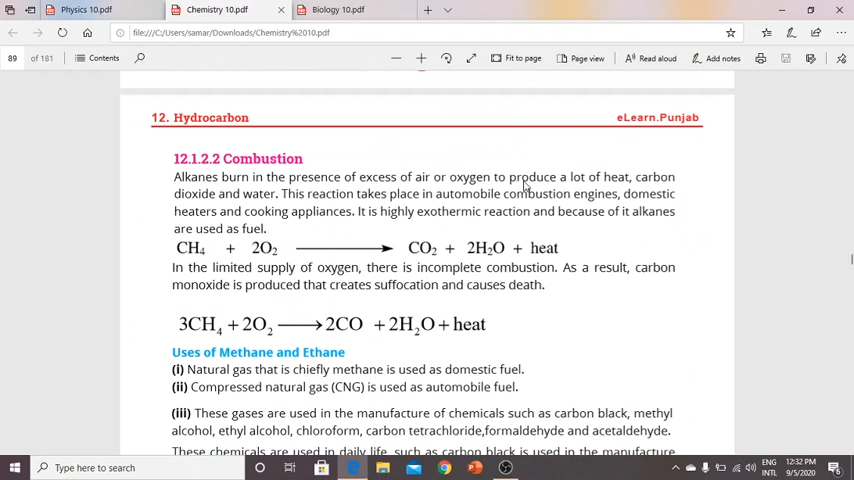 Physics 10.pdf
Chemistry 10.pdf
Biology 10.pdf
file:///C:/Users/samar/Downloads/Chemistry%2010.pdf
89 of 181
Contents
Fit to page
Page view
Read aloud
Add notes
12. Hydrocarbon
eLearn.Punjab
12.1.2.2 Combustion
Alkanes burn in the presence of excess of air or oxygen to produce a lot of heat, carbon
dioxide and water. This reaction takes place in automobile combustion engines, domestic
heaters and cooking appliances. It is highly exothermic reaction and because of it alkanes
are used as fuel.
CH₄ + 2O₂ ⟶ CO₂ + 2H₂O + heat
In the limited supply of oxygen, there is incomplete combustion. As a result, carbon
monoxide is produced that creates suffocation and causes death.
3CH₄ + 2O₂ ⟶ 2CO + 2H₂O + heat
Uses of Methane and Ethane
(i) Natural gas that is chiefly methane is used as domestic fuel.
(ii) Compressed natural gas (CNG) is used as automobile fuel.
(iii) These gases are used in the manufacture of chemicals such as carbon black, methyl
alcohol, ethyl alcohol, chloroform, carbon tetrachloride,formaldehyde and acetaldehyde.
These chemicals are used in daily life, such as carbon black is used in the manufacture
Type here to search
ENG
INTL
12:32 PM
9/5/2020